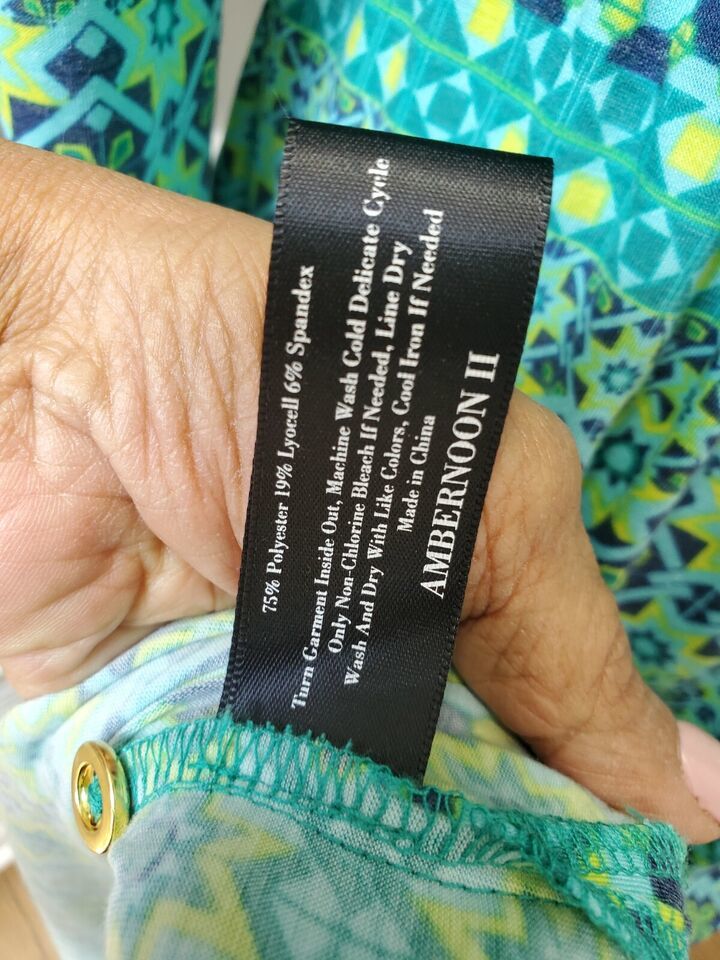 75% Polyester 19% Lyocell 6% Spandex
Turn Garment Inside Out, Machine Wash Cold Delicate Cycle
Only Non-Chlorine Bleach If Needed, Line Dry
Wash And Dry With Like Colors, Cool Iron If Needed
Made in China
AMBERNOON II